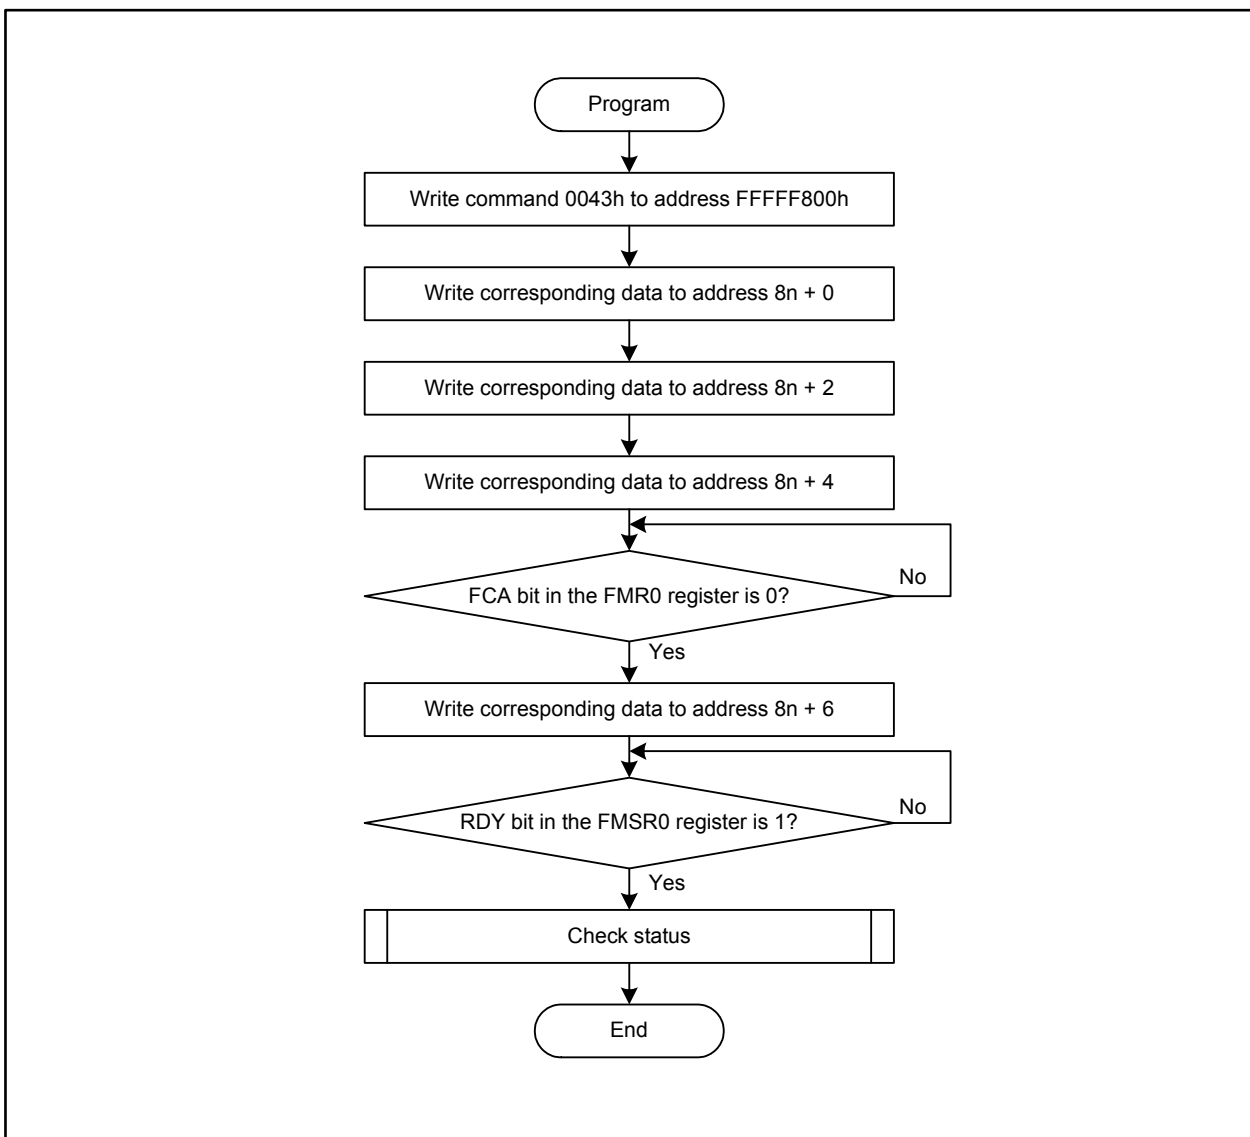 Program
Write command 0043h to address FFFFF800h
Write corresponding data to address 8n + 0
Write corresponding data to address 8n + 2
Write corresponding data to address 8n + 4
FCA bit in the FMR0 register is 0?
No
Yes
Write corresponding data to address 8n + 6
RDY bit in the FMSR0 register is 1?
No
Yes
Check status
End